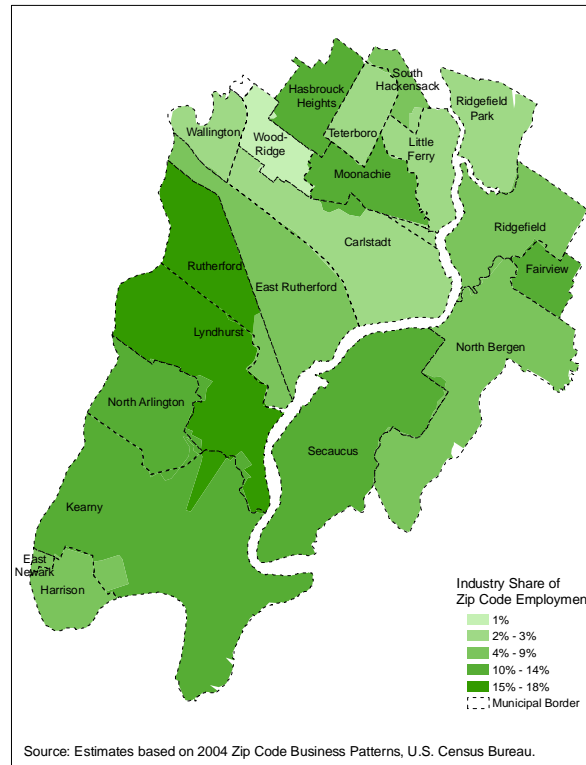 South
Hackensack
Hasbrouck
Heights
Ridgefield
Park
Wallington
Wood-
Ridge
Teterboro
Little
Ferry
Moonachie
Ridgefield
Carlstadt
Rutherford
Fairview
East Rutherford
Lyndhurst
North Bergen
North Arlington
Secaucus
Kearny
East
Newark
Harrison
Industry Share of
Zip Code Employmen
1%
2% - 3%
4% - 9%
10% - 14%
15% - 18%
Municipal Border
Source: Estimates based on 2004 Zip Code Business Patterns, U.S. Census Bureau.